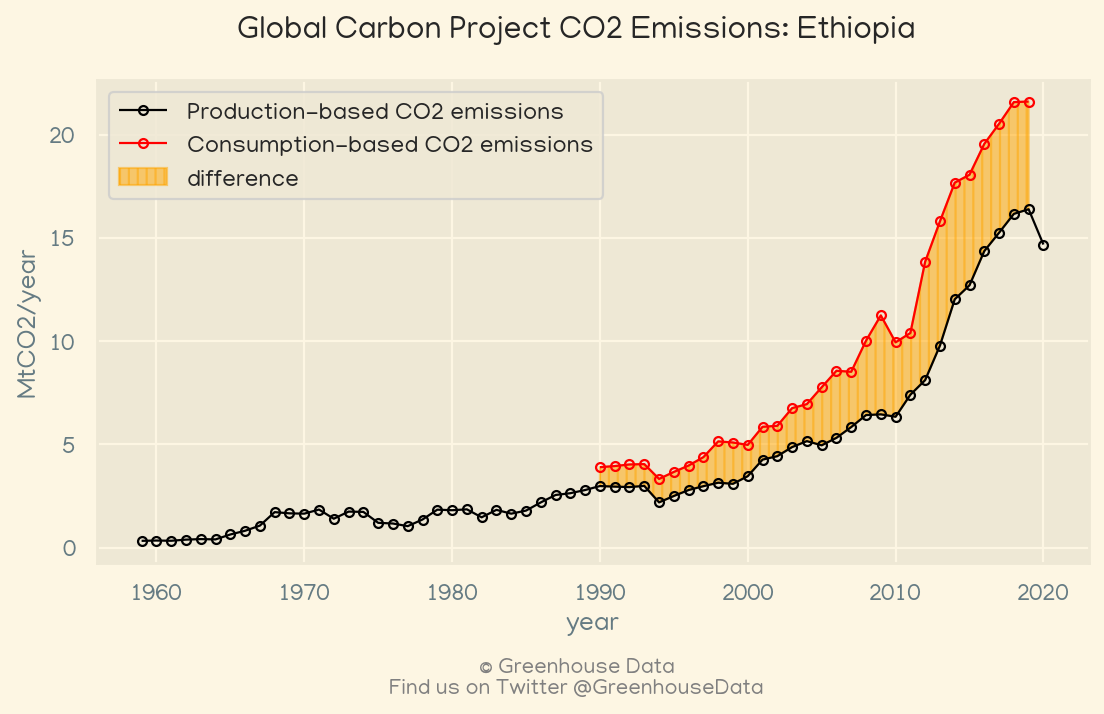 Global Carbon Project CO2 Emissions: Ethiopia
Production-based CO2 emissions
Consumption-based CO2 emissions
difference
MtCO2/year
20
15
10
5
0
1960 1970 1980 1990 2000 2010 2020
year
© Greenhouse Data
Find us on Twitter @GreenhouseData